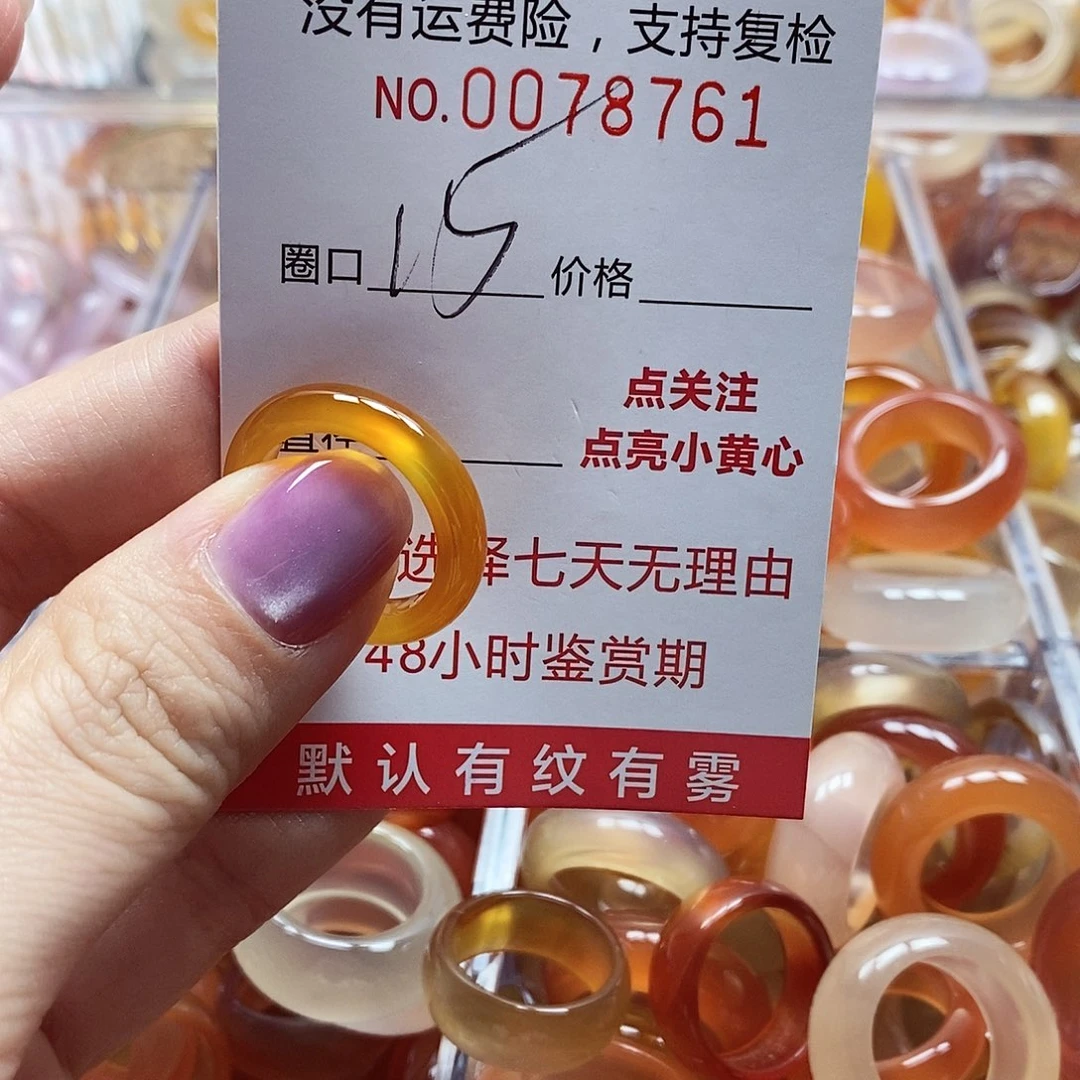 没有运费险，支持复检
NO.0078761
圈口 15 价格
点关注
点亮小黄心
选择七天无理由
48小时鉴赏期
默认有纹有雾